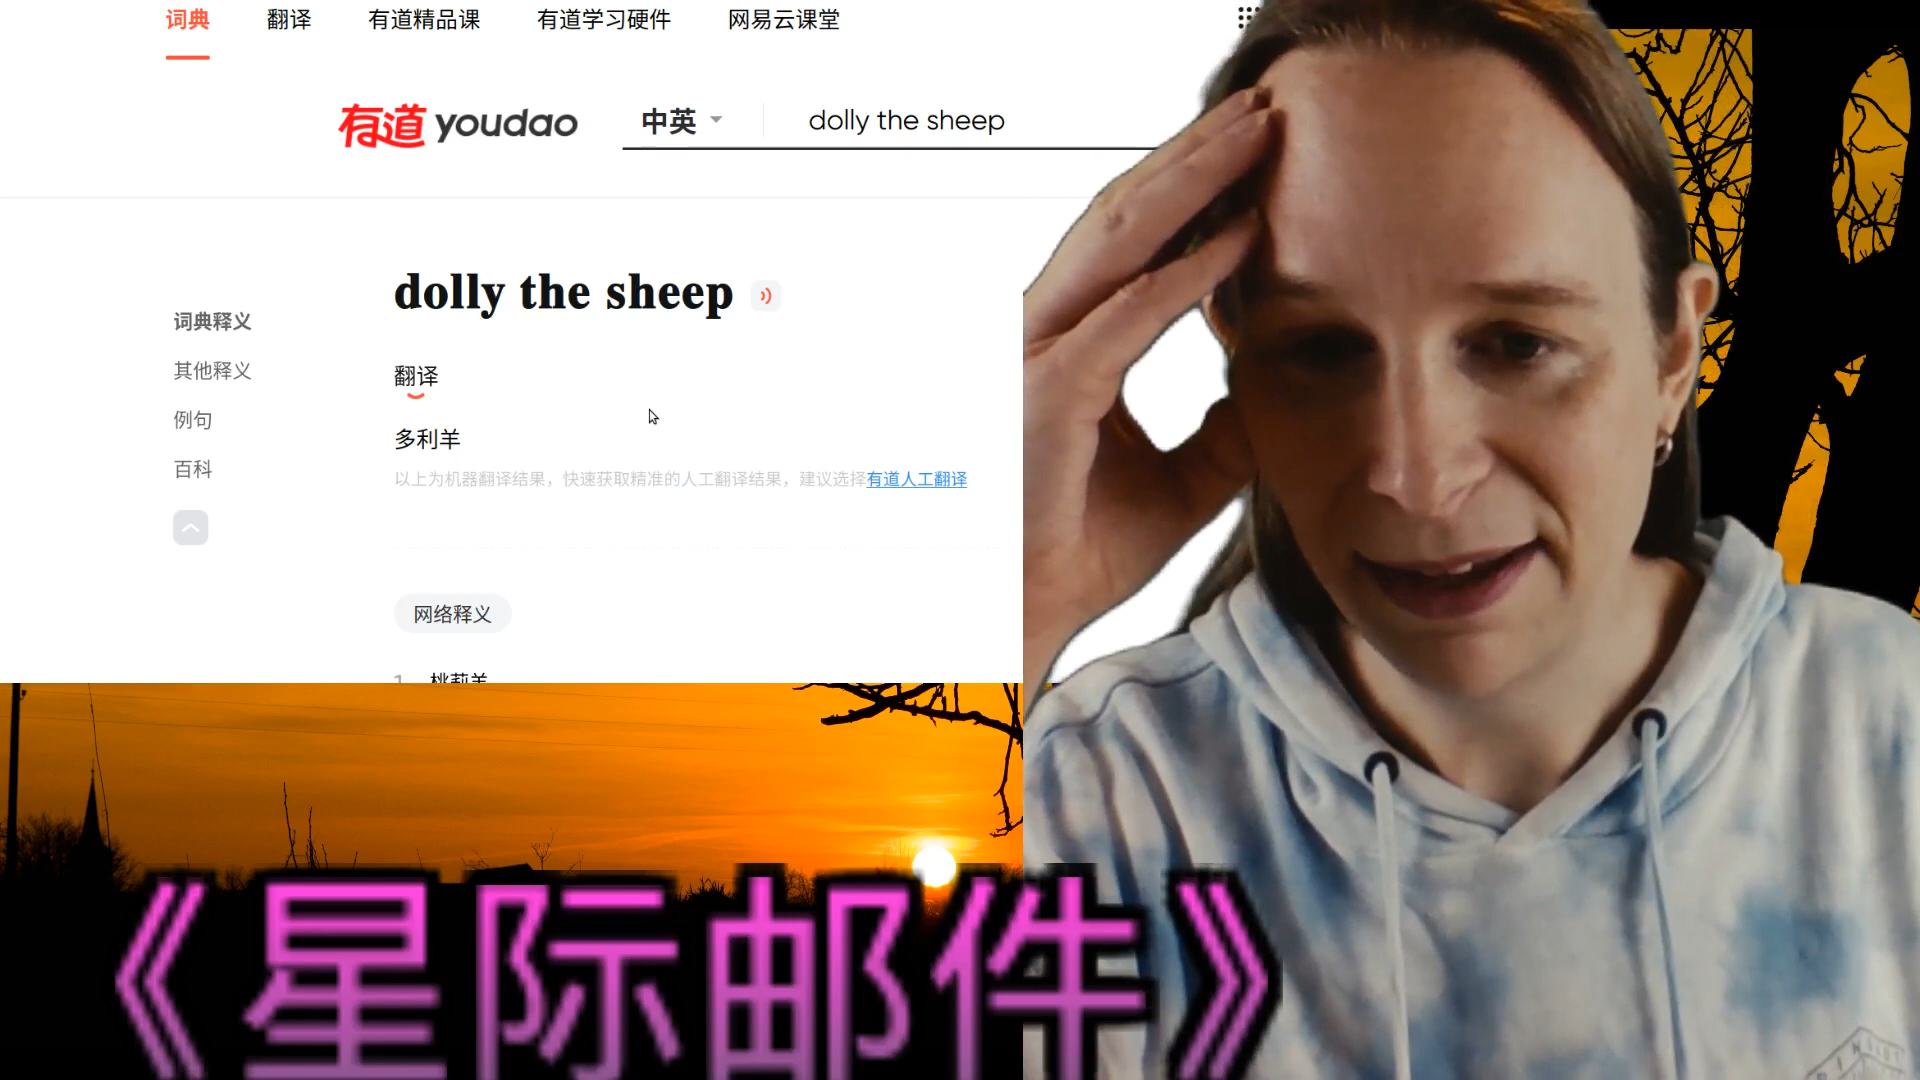 词典 翻译 有道精品课 有道学习硬件 网易云课堂
有道 youdao 中英 dolly the sheep
dolly the sheep
词典释义
翻译
其他释义
例句
多利羊
百科
以上为机器翻译结果，快速获取精准的人工翻译结果，建议选择有道人工翻译
网络释义
1 桃莉羊
《星际邮件》